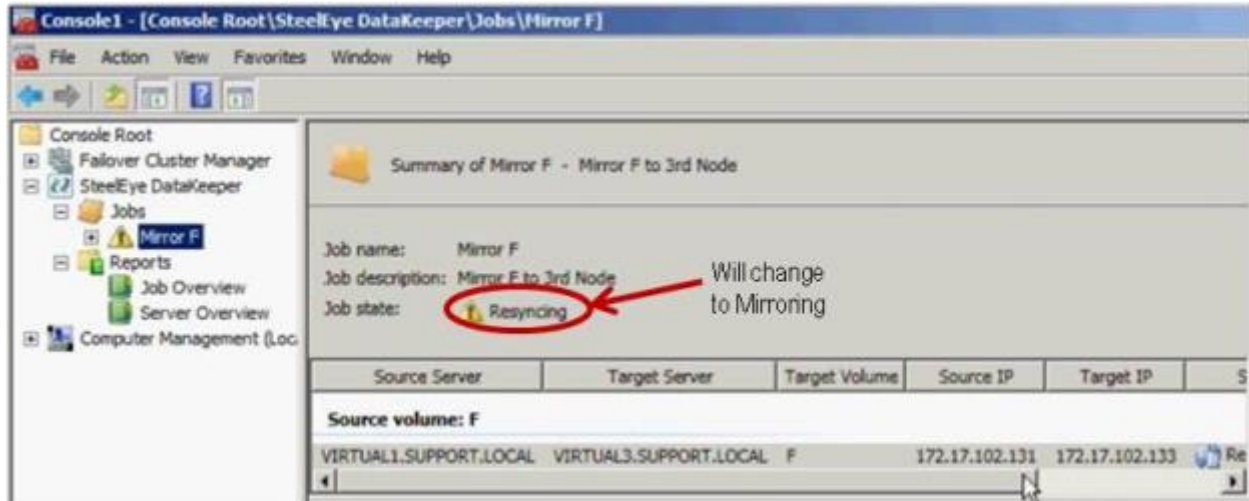 Console1 - [Console Root\SteelEye DataKeeper\Jobs\Mirror F]
File Action View Favorites Window Help
Console Root
Failover Cluster Manager
SteelEye DataKeeper
Jobs
Mirror F
Reports
Job Overview
Server Overview
Computer Management (Loc
Summary of Mirror F - Mirror F to 3rd Node
Job name: Mirror F
Job description: Mirror F to 3rd Node
Job state: Resyncing
Will change
to Mirroring
Source Server Target Server Target Volume Source IP Target IP S
Source volume: F
VIRTUAL1.SUPPORT.LOCAL VIRTUAL3.SUPPORT.LOCAL F 172.17.102.131 172.17.102.133 Re